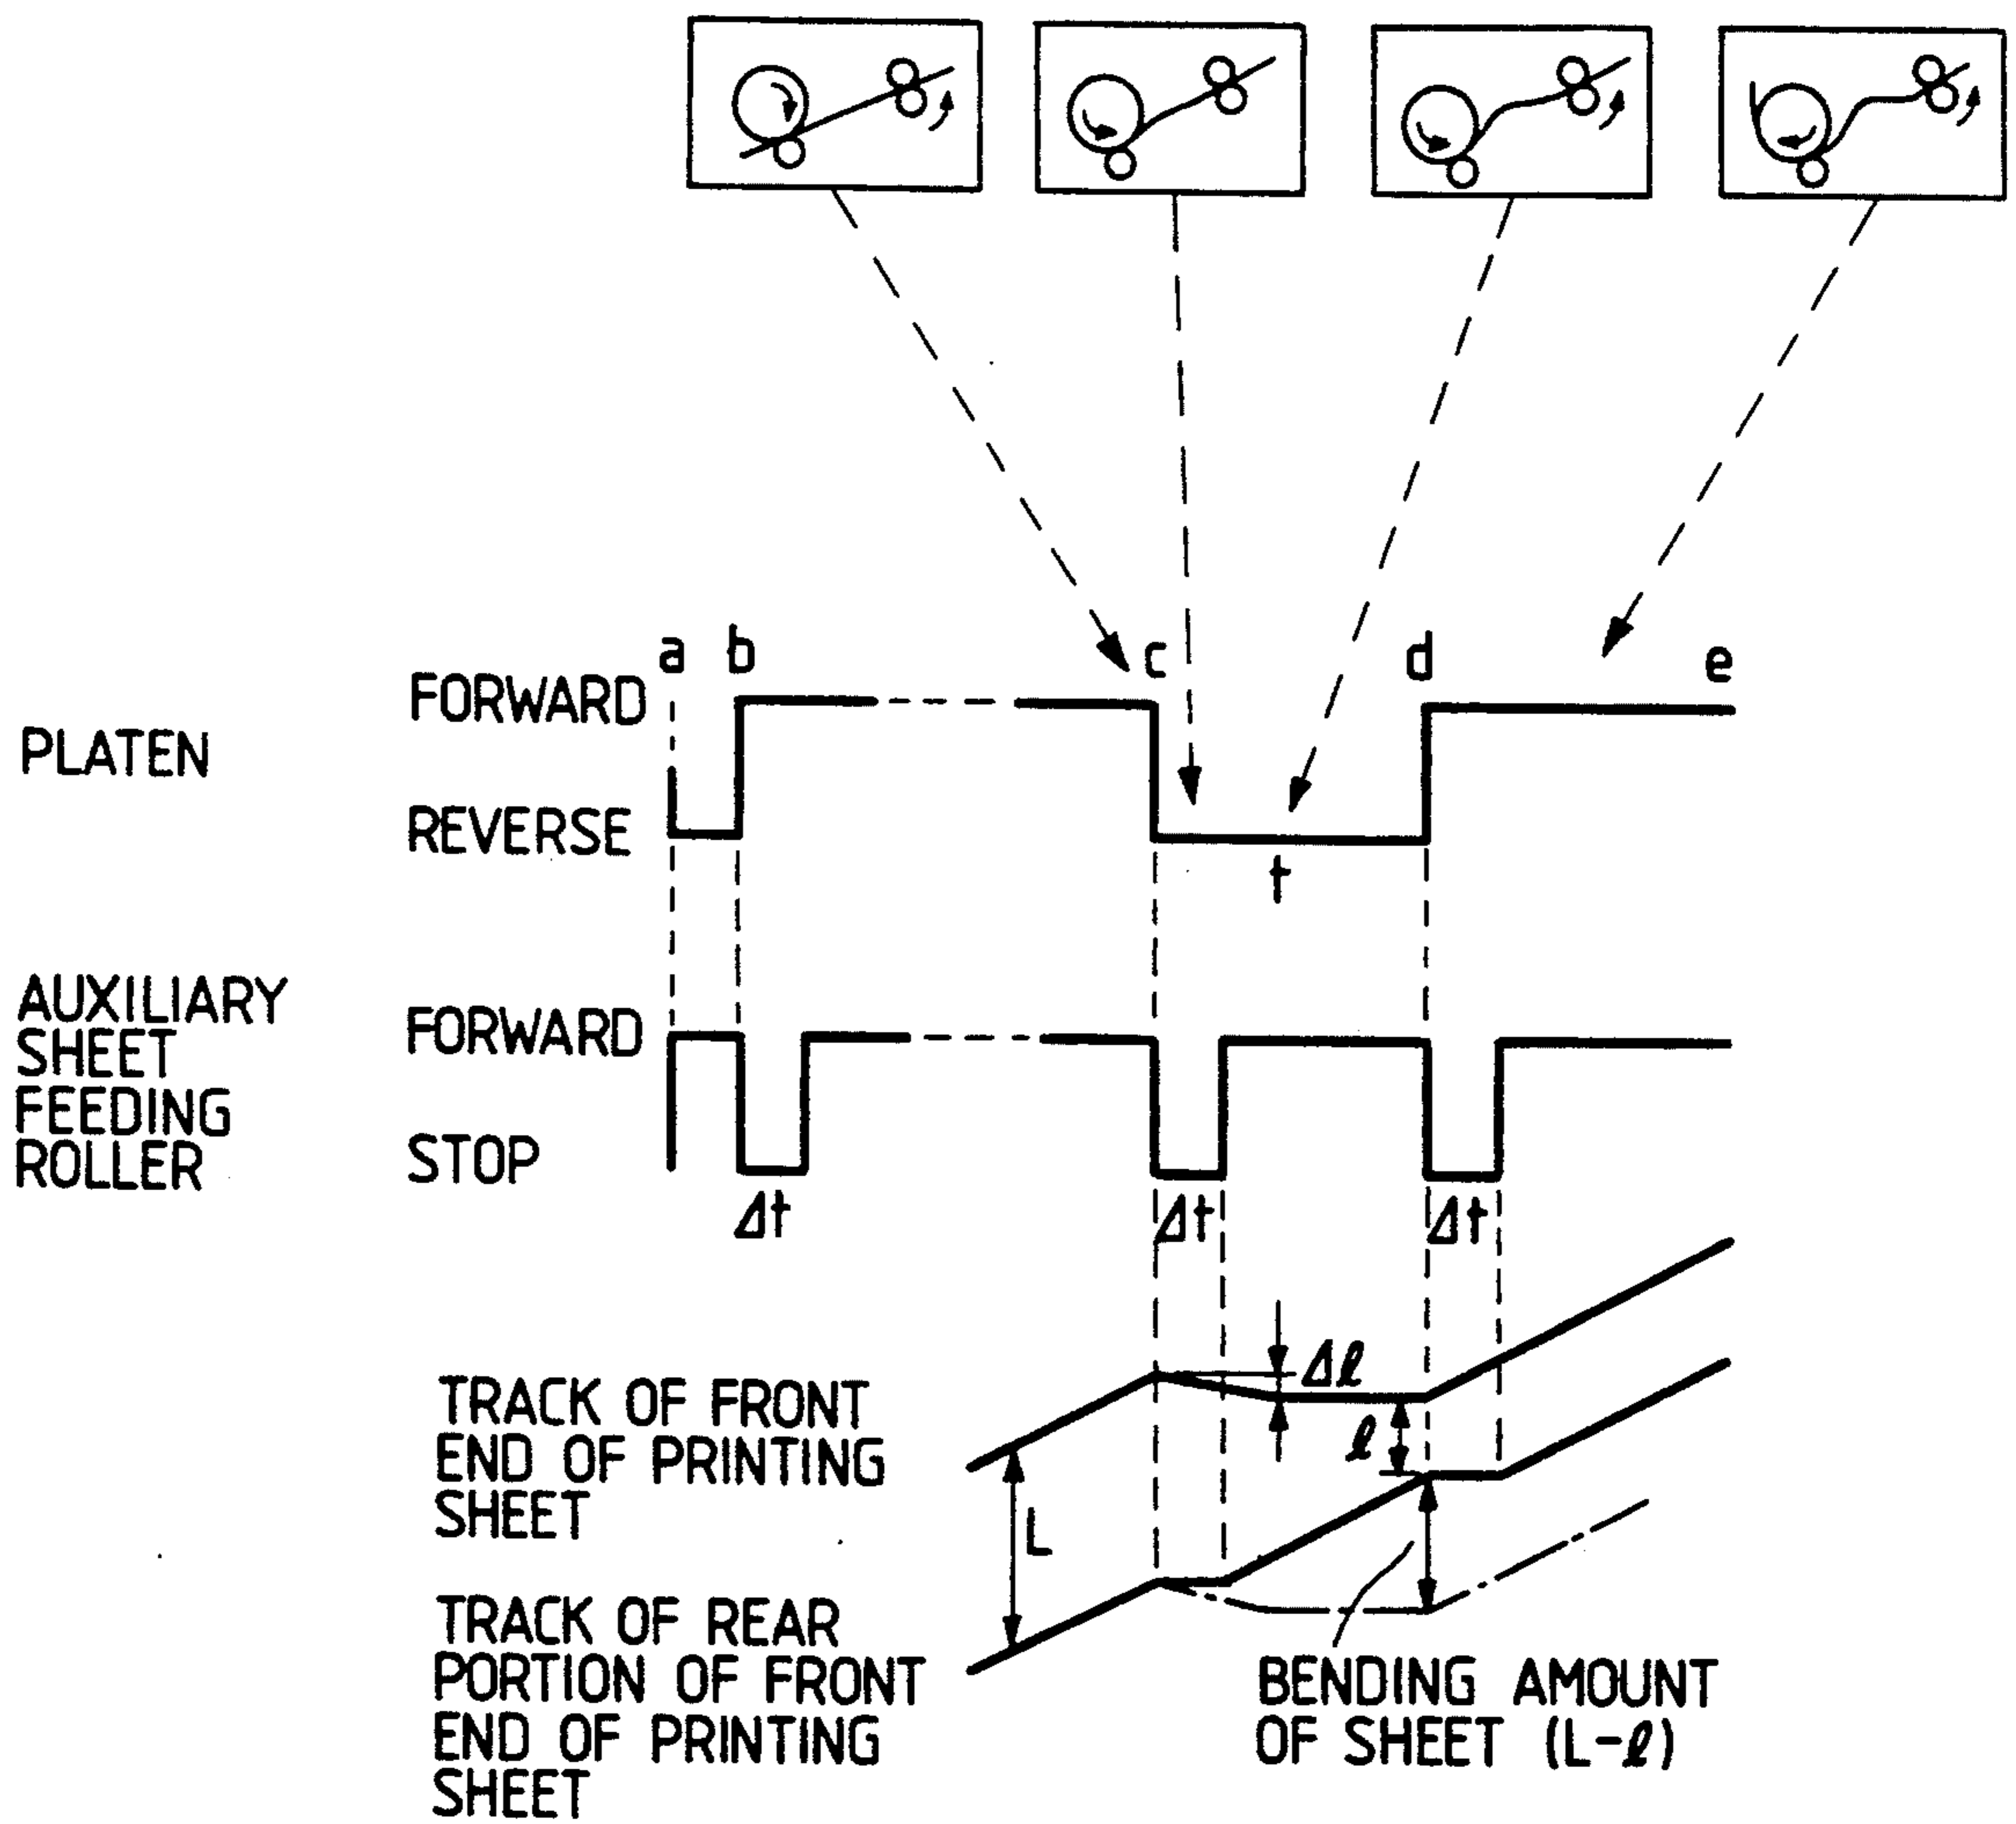 a b c d e
PLATEN
FORWARD
REVERSE
t
AUXILIARY
SHEET
FEEDING
ROLLER
FORWARD
STOP
Δt Δt Δt
Δℓ
ℓ
L
TRACK OF FRONT
END OF PRINTING
SHEET
TRACK OF REAR
PORTION OF FRONT
END OF PRINTING
SHEET
BENDING AMOUNT
OF SHEET (L-ℓ)